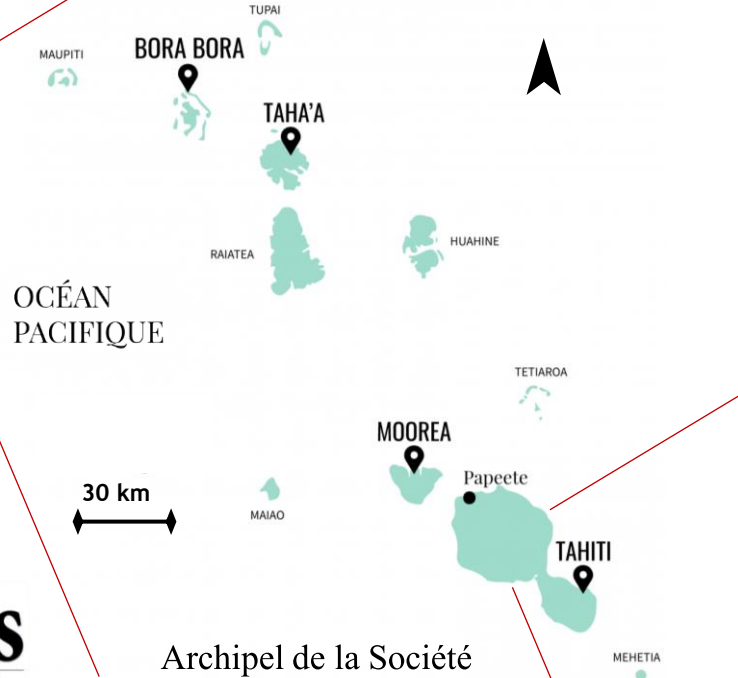 TUPAI
BORA BORA
MAUPITI
TAHA'A
HUAHINE
RAIATEA
OCÉAN
PACIFIQUE
TETIAROA
MOOREA
Papeete
30 km
MAIAO
TAHITI
S
Archipel de la Société
MEHETIA